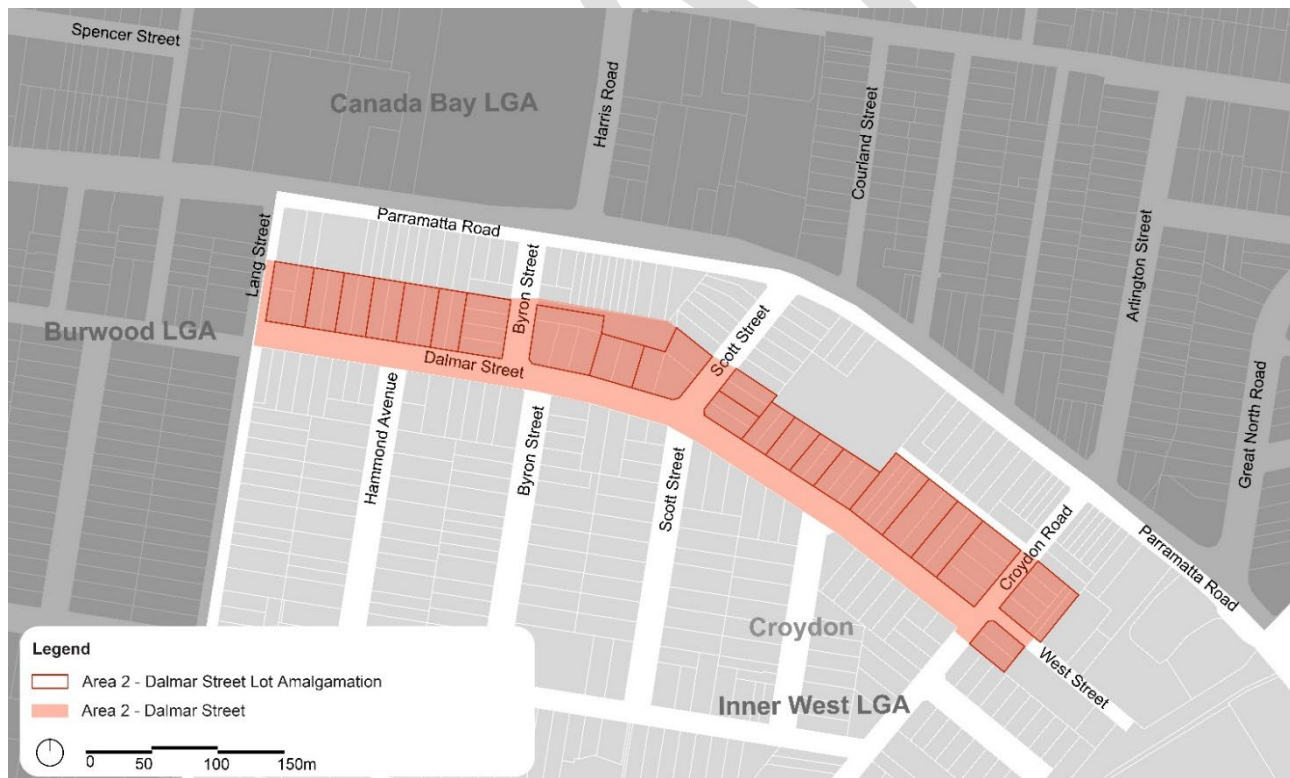 Spencer Street
Canada Bay LGA
Harris Road
Courland Street
Arlington Street
Great North Road
Lang Street
Parramatta Road
Byron Street
Scott Street
Burwood LGA
Dalmar Street
Hammond Avenue
Byron Street
Scott Street
Croydon Road
Parramatta Road
Croydon
West Street
Inner West LGA
Legend
Area 2 - Dalmar Street Lot Amalgamation
Area 2 - Dalmar Street
0 50 100 150m